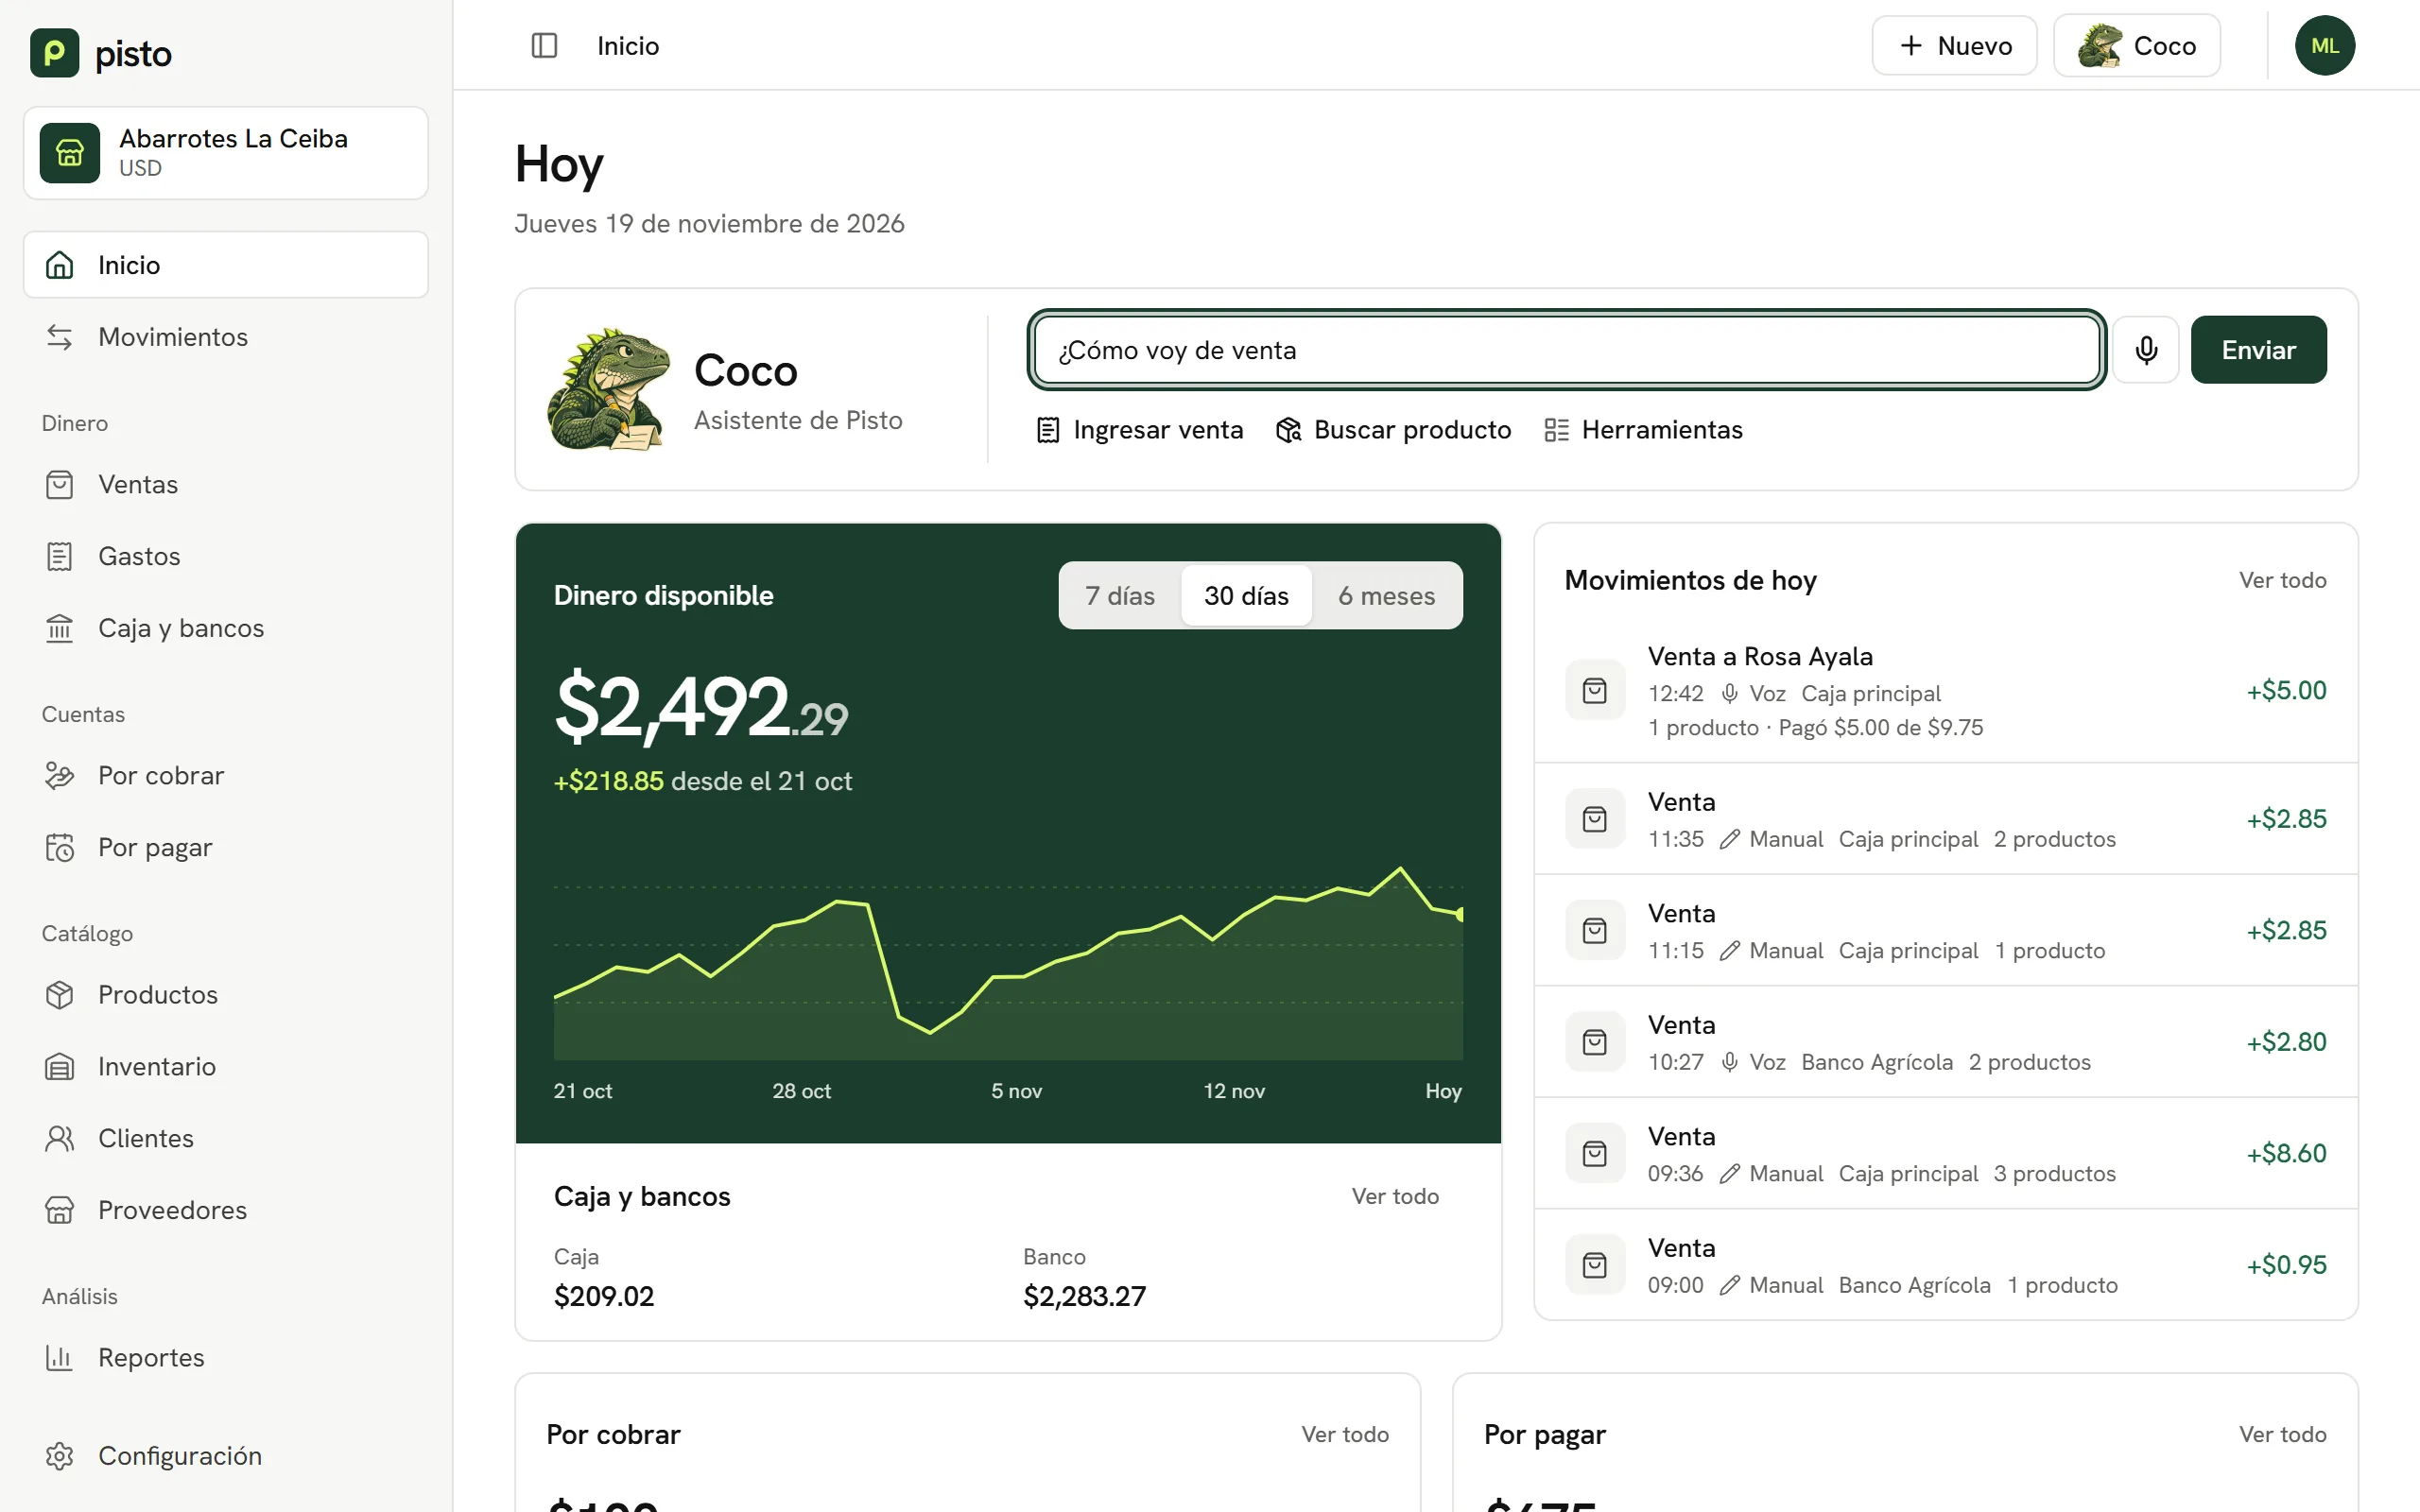 pisto
Abarrotes La Ceiba
USD
Inicio
Movimientos
Dinero
Ventas
Gastos
Caja y bancos
Cuentas
Por cobrar
Por pagar
Catálogo
Productos
Inventario
Clientes
Proveedores
Análisis
Reportes
Configuración
Inicio
Nuevo
Coco
ML
Hoy
Jueves 19 de noviembre de 2026
Coco
Asistente de Pisto
¿Cómo voy de venta
Enviar
Ingresar venta
Buscar producto
Herramientas
Dinero disponible
7 días
30 días
6 meses
$2,492.29
+$218.85 desde el 21 oct
21 oct
28 oct
5 nov
12 nov
Hoy
Caja y bancos
Ver todo
Caja
$209.02
Banco
$2,283.27
Movimientos de hoy
Ver todo
Venta a Rosa Ayala
12:42 Voz Caja principal
1 producto · Pagó $5.00 de $9.75
+$5.00
Venta
11:35 Manual Caja principal 2 productos
+$2.85
Venta
11:15 Manual Caja principal 1 producto
+$2.85
Venta
10:27 Voz Banco Agrícola 2 productos
+$2.80
Venta
09:36 Manual Caja principal 3 productos
+$8.60
Venta
09:00 Manual Banco Agrícola 1 producto
+$0.95
Por cobrar
Ver todo
Por pagar
Ver todo